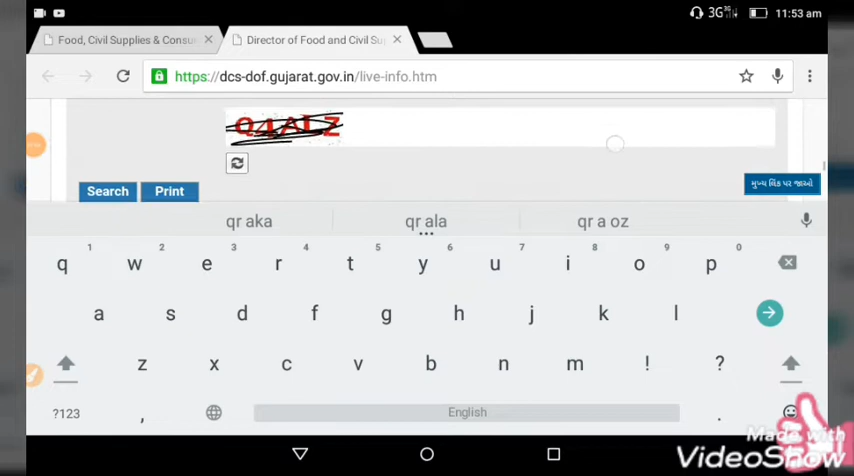 3G 11:53 am
Food, Civil Supplies & Consu Director of Food and Civil Su
https://dcs-dof.gujarat.gov.in/live-info.htm
Search Print
મુખ્ય લિંક પર જાઓ
qr aka qr ala qr a oz
1 2 3 4 5 6 7 8 9 0
q w e r t y u i o p
a s d f g h j k l
z x c v b n m ! ?
?123 , English .
Made with
VideoShow